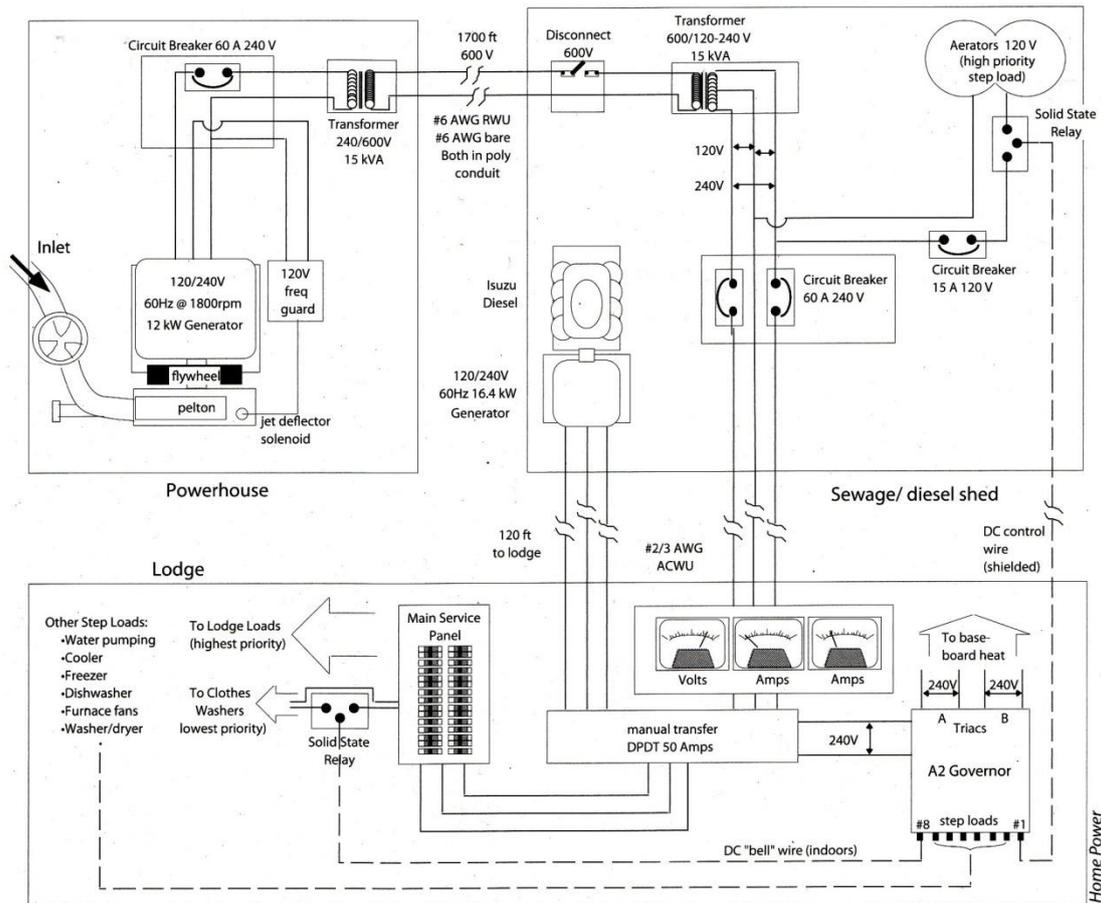 Circuit Breaker 60 A 240 V
Transformer
240/600V
15 kVA
1700 ft
600 V
#6 AWG RWU
#6 AWG bare
Both in poly
conduit
Inlet
120/240V
60Hz @ 1800rpm
12 kW Generator
120V
freq
guard
flywheel
pelton
jet deflector
solenoid
Powerhouse
Disconnect
600V
Transformer
600/120-240 V
15 kVA
Aerators 120 V
(high priority
step load)
Solid State
Relay
120V
240V
Circuit Breaker
15 A 120 V
Isuzu
Diesel
Circuit Breaker
60 A 240 V
120/240V
60Hz 16.4 kW
Generator
Sewage/ diesel shed
120 ft
to lodge
#2/3 AWG
ACWU
DC control
wire
(shielded)
Lodge
Other Step Loads:
•Water pumping
•Cooler
•Freezer
•Dishwasher
•Furnace fans
•Washer/dryer
To Lodge Loads
(highest priority)
To Clothes
Washers
lowest priority)
Solid State
Relay
Main Service
Panel
Volts
Amps
Amps
manual transfer
DPDT 50 Amps
240V
To base-
board heat
240V
240V
A
B
Triacs
A2 Governor
#8
step loads
#1
DC "bell" wire (indoors)
Home Power